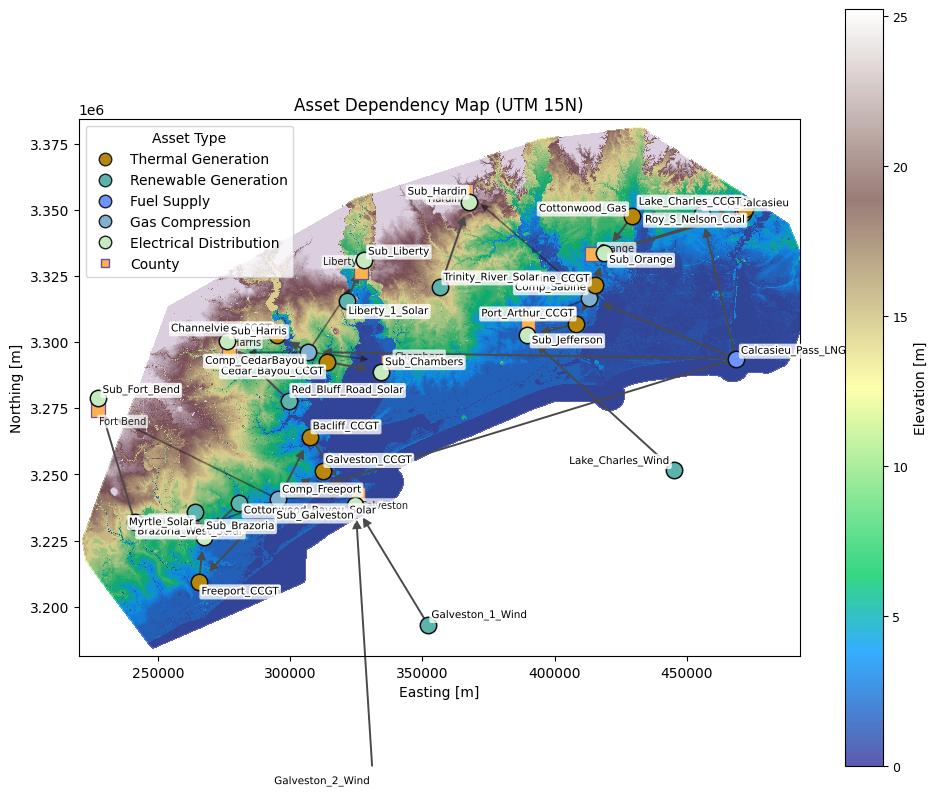 Asset Dependency Map (UTM 15N)
1e6
Asset Type
Thermal Generation
Renewable Generation
Fuel Supply
Gas Compression
Electrical Distribution
County
3.375
3.350
3.325
3.300
3.275
3.250
3.225
3.200
Northing [m]
250000
300000
350000
400000
450000
Easting [m]
25
20
15
10
5
0
Elevation [m]
Sub_Hardin
Hardin
Cottonwood_Gas
Lake_Charles_CCGT
Calcasieu
Roy_S_Nelson_Coal
Sub_Liberty
Liberty
Sub_Orange
Trinity_River_Solar
Liberty_1_Solar
Port_Arthur_CCGT
Sub_Jefferson
Sub_Harris
Comp_CedarBayou
Cedar_Bayou_CCGT
Sub_Chambers
Calcasieu_Pass_LNG
Sub_Fort_Bend
Fort Bend
Red_Bluff_Road_Solar
Bacliff_CCGT
Galveston_CCGT
Lake_Charles_Wind
Comp_Freeport
Sub_Galveston
Myrtle_Solar
Sub_Brazoria
Freeport_CCGT
Galveston_1_Wind
Galveston_2_Wind